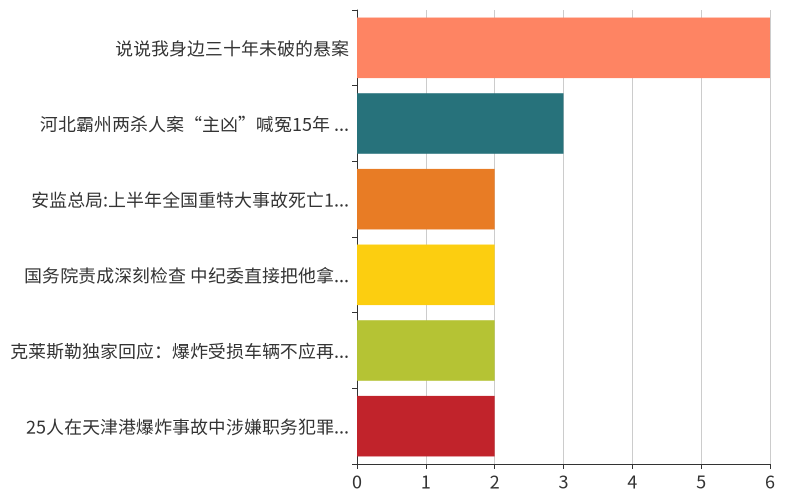 说说我身边三十年未破的悬案
河北霸州两杀人案“主凶”喊冤15年 ...
安监总局:上半年全国重特大事故死亡1...
国务院责成深刻检查 中纪委直接把他拿...
克莱斯勒独家回应：爆炸受损车辆不应再...
25人在天津港爆炸事故中涉嫌职务犯罪...
0 1 2 3 4 5 6